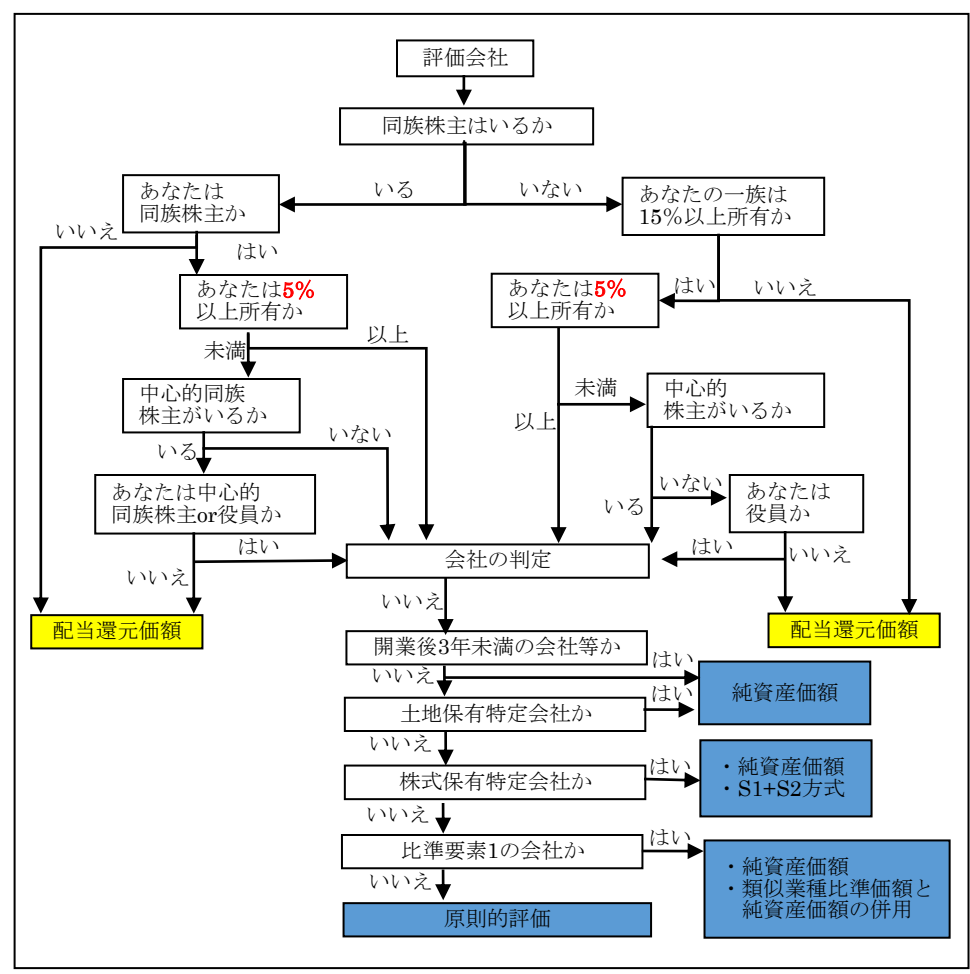 評価会社
同族株主はいるか
いる
いない
あなたは
同族株主か
あなたの一族は
15%以上所有か
いいえ
はい
はい
いいえ
あなたは5%
以上所有か
あなたは5%
以上所有か
未満
以上
未満
以上
中心的同族
株主がいるか
中心的
株主がいるか
いる
いない
いる
いない
あなたは中心的
同族株主or役員か
あなたは
役員か
はい
いいえ
はい
いいえ
会社の判定
配当還元価額
配当還元価額
いいえ
開業後3年未満の会社等か
はい
いいえ
純資産価額
土地保有特定会社か
はい
いいえ
株式保有特定会社か
はい
・純資産価額
・S1+S2方式
いいえ
比準要素1の会社か
はい
・純資産価額
・類似業種比準価額と
純資産価額の併用
いいえ
原則的評価